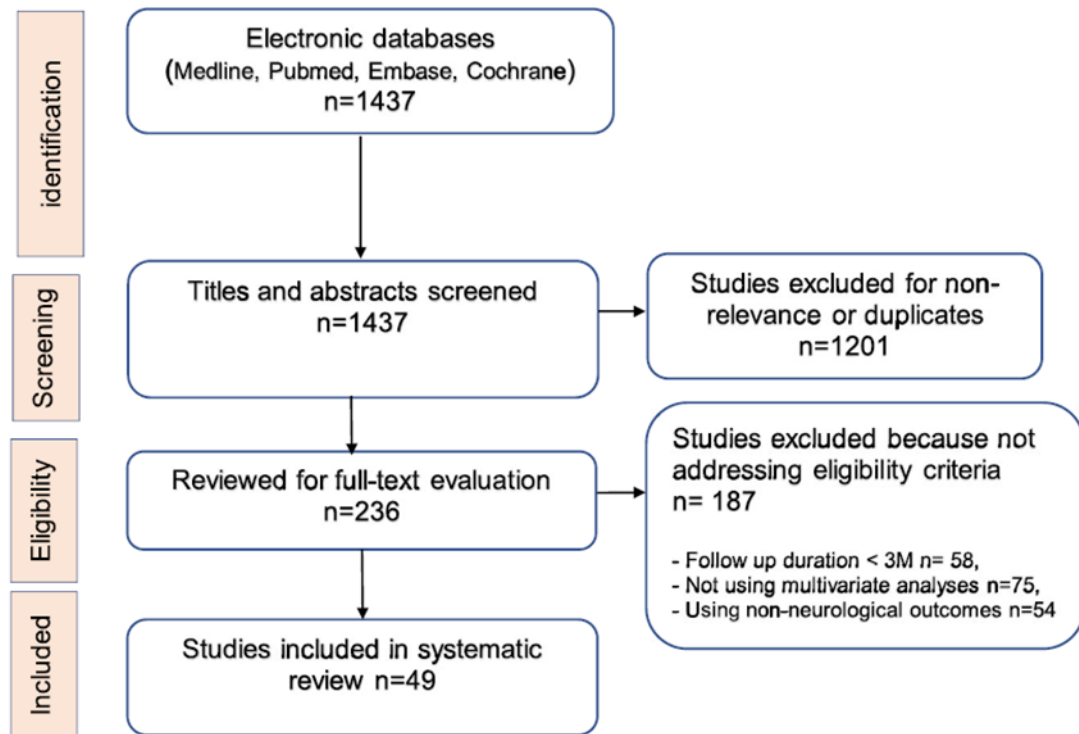 identification
Electronic databases
(Medline, Pubmed, Embase, Cochrane)
n=1437
Screening
Titles and abstracts screened
n=1437
Studies excluded for non-
relevance or duplicates
n=1201
Eligibility
Reviewed for full-text evaluation
n=236
Studies excluded because not
addressing eligibility criteria
n= 187
- Follow up duration < 3M n= 58,
- Not using multivariate analyses n=75,
- Using non-neurological outcomes n=54
Included
Studies included in systematic
review n=49